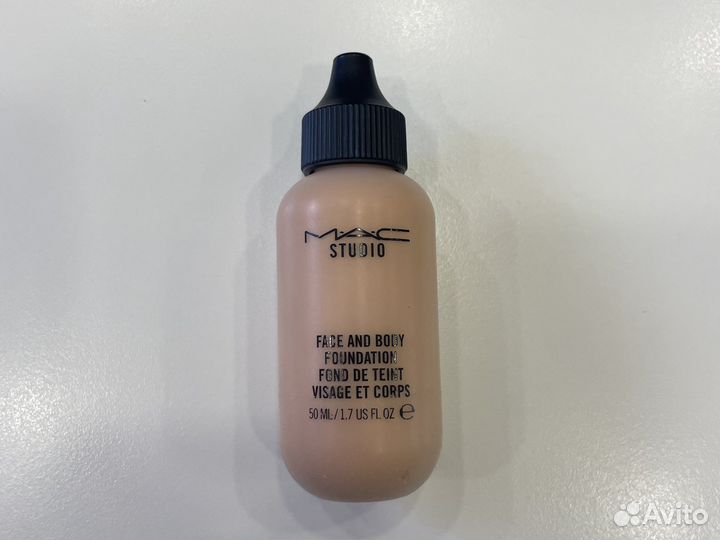 MAC
STUDIO
FACE AND BODY
FOUNDATION
FOND DE TEINT
VISAGE ET CORPS
50 ML / 1.7 US FL. OZ ℮
Avito